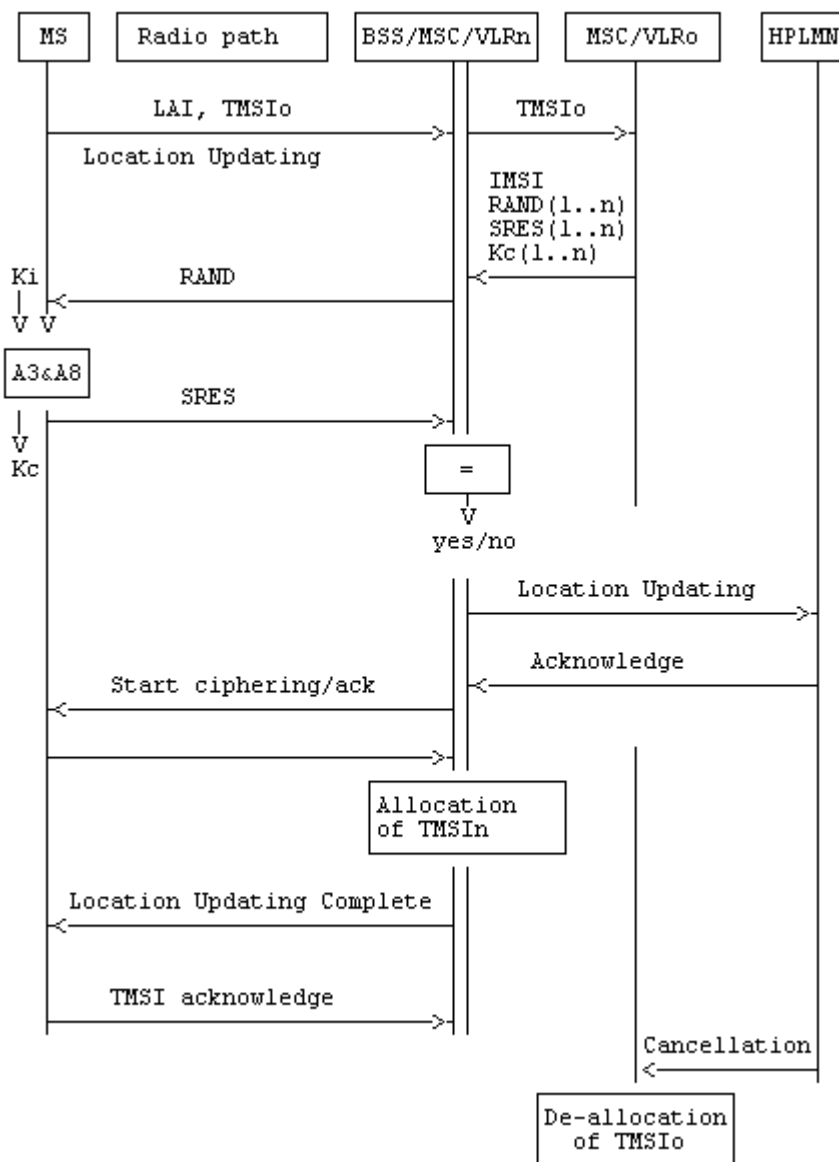 MS
Radio path
BSS/MSC/VLRn
MSC/VLRo
HPLMN
LAI, TMSIo
TMSIo
Location Updating
IMSI
RAND(1..n)
SRES(1..n)
Kc(1..n)
Ki
RAND
A3&A8
SRES
Kc
=
yes/no
Location Updating
Acknowledge
Start ciphering/ack
Allocation
of TMSIn
Location Updating Complete
TMSI acknowledge
Cancellation
De-allocation
of TMSIo